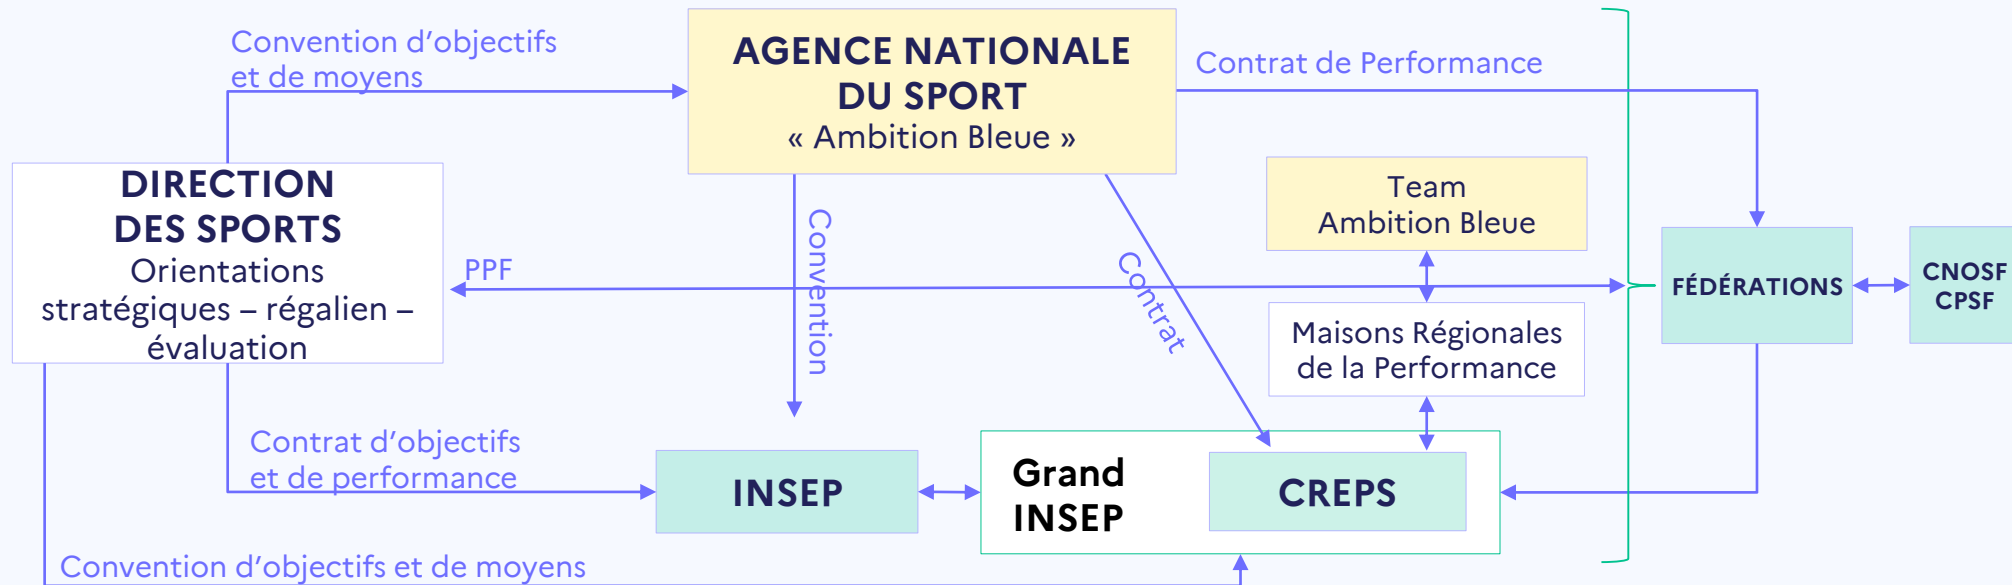 Convention d’objectifs
et de moyens
AGENCE NATIONALE
DU SPORT
« Ambition Bleue »
Contrat de Performance
DIRECTION
DES SPORTS
Orientations
stratégiques – régalien –
évaluation
PPF
Convention
Contrat
Team
Ambition Bleue
Maisons Régionales
de la Performance
FÉDÉRATIONS
CNOSF
CPSF
Contrat d’objectifs
et de performance
INSEP
Grand
INSEP
CREPS
Convention d’objectifs et de moyens